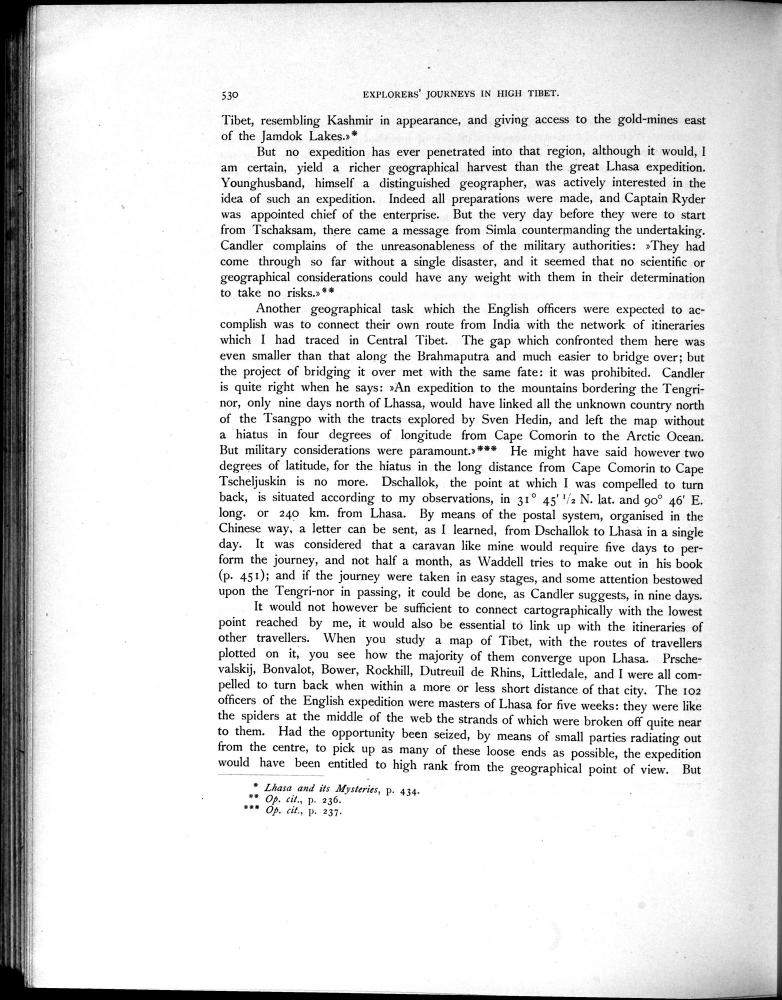 530
EXPLORERS' JOURNEYS IN HIGH TIBET.
Tibet, resembling Kashmir in appearance, and giving access to the gold-mines east
of the Jamdok Lakes.»*
But no expedition has ever penetrated into that region, although it would, I
am certain, yield a richer geographical harvest than the great Lhasa expedition.
Younghusband, himself a distinguished geographer, was actively interested in the
idea of such an expedition. Indeed all preparations were made, and Captain Ryder
was appointed chief of the enterprise. But the very day before they were to start
from Tschaksam, there came a message from Simla countermanding the undertaking.
Candler complains of the unreasonableness of the military authorities: »They had
come through so far without a single disaster, and it seemed that no scientific or
geographical considerations could have any weight with them in their determination
to take no risks.»**
Another geographical task which the English officers were expected to ac-
complish was to connect their own route from India with the network of itineraries
which I had traced in Central Tibet. The gap which confronted them here was
even smaller than that along the Brahmaputra and much easier to bridge over; but
the project of bridging it over met with the same fate: it was prohibited. Candler
is quite right when he says: »An expedition to the mountains bordering the Tengri-
nor, only nine days north of Lhassa, would have linked all the unknown country north
of the Tsangpo with the tracts explored by Sven Hedin, and left the map without
a hiatus in four degrees of longitude from Cape Comorin to the Arctic Ocean.
But military considerations were paramount.»*** He might have said however two
degrees of latitude, for the hiatus in the long distance from Cape Comorin to Cape
Tscheljuskin is no more. Dschallok, the point at which I was compelled to turn
back, is situated according to my observations, in 31° 45' 1/2 N. lat. and 90° 46' E.
long. or 240 km. from Lhasa. By means of the postal system, organised in the
Chinese way, a letter can be sent, as I learned, from Dschallok to Lhasa in a single
day. It was considered that a caravan like mine would require five days to per-
form the journey, and not half a month, as Waddell tries to make out in his book
(p. 451); and if the journey were taken in easy stages, and some attention bestowed
upon the Tengri-nor in passing, it could be done, as Candler suggests, in nine days.
It would not however be sufficient to connect cartographically with the lowest
point reached by me, it would also be essential to link up with the itineraries of
other travellers. When you study a map of Tibet, with the routes of travellers
plotted on it, you see how the majority of them converge upon Lhasa. Prsche-
valskij, Bonvalot, Bower, Rockhill, Dutreuil de Rhins, Littledale, and I were all com-
pelled to turn back when within a more or less short distance of that city. The 102
officers of the English expedition were masters of Lhasa for five weeks: they were like
the spiders at the middle of the web the strands of which were broken off quite near
to them. Had the opportunity been seized, by means of small parties radiating out
from the centre, to pick up as many of these loose ends as possible, the expedition
would have been entitled to high rank from the geographical point of view. But
* Lhasa and its Mysteries, p. 434.
** Op. cit., p. 236.
*** Op. cit., p. 237.